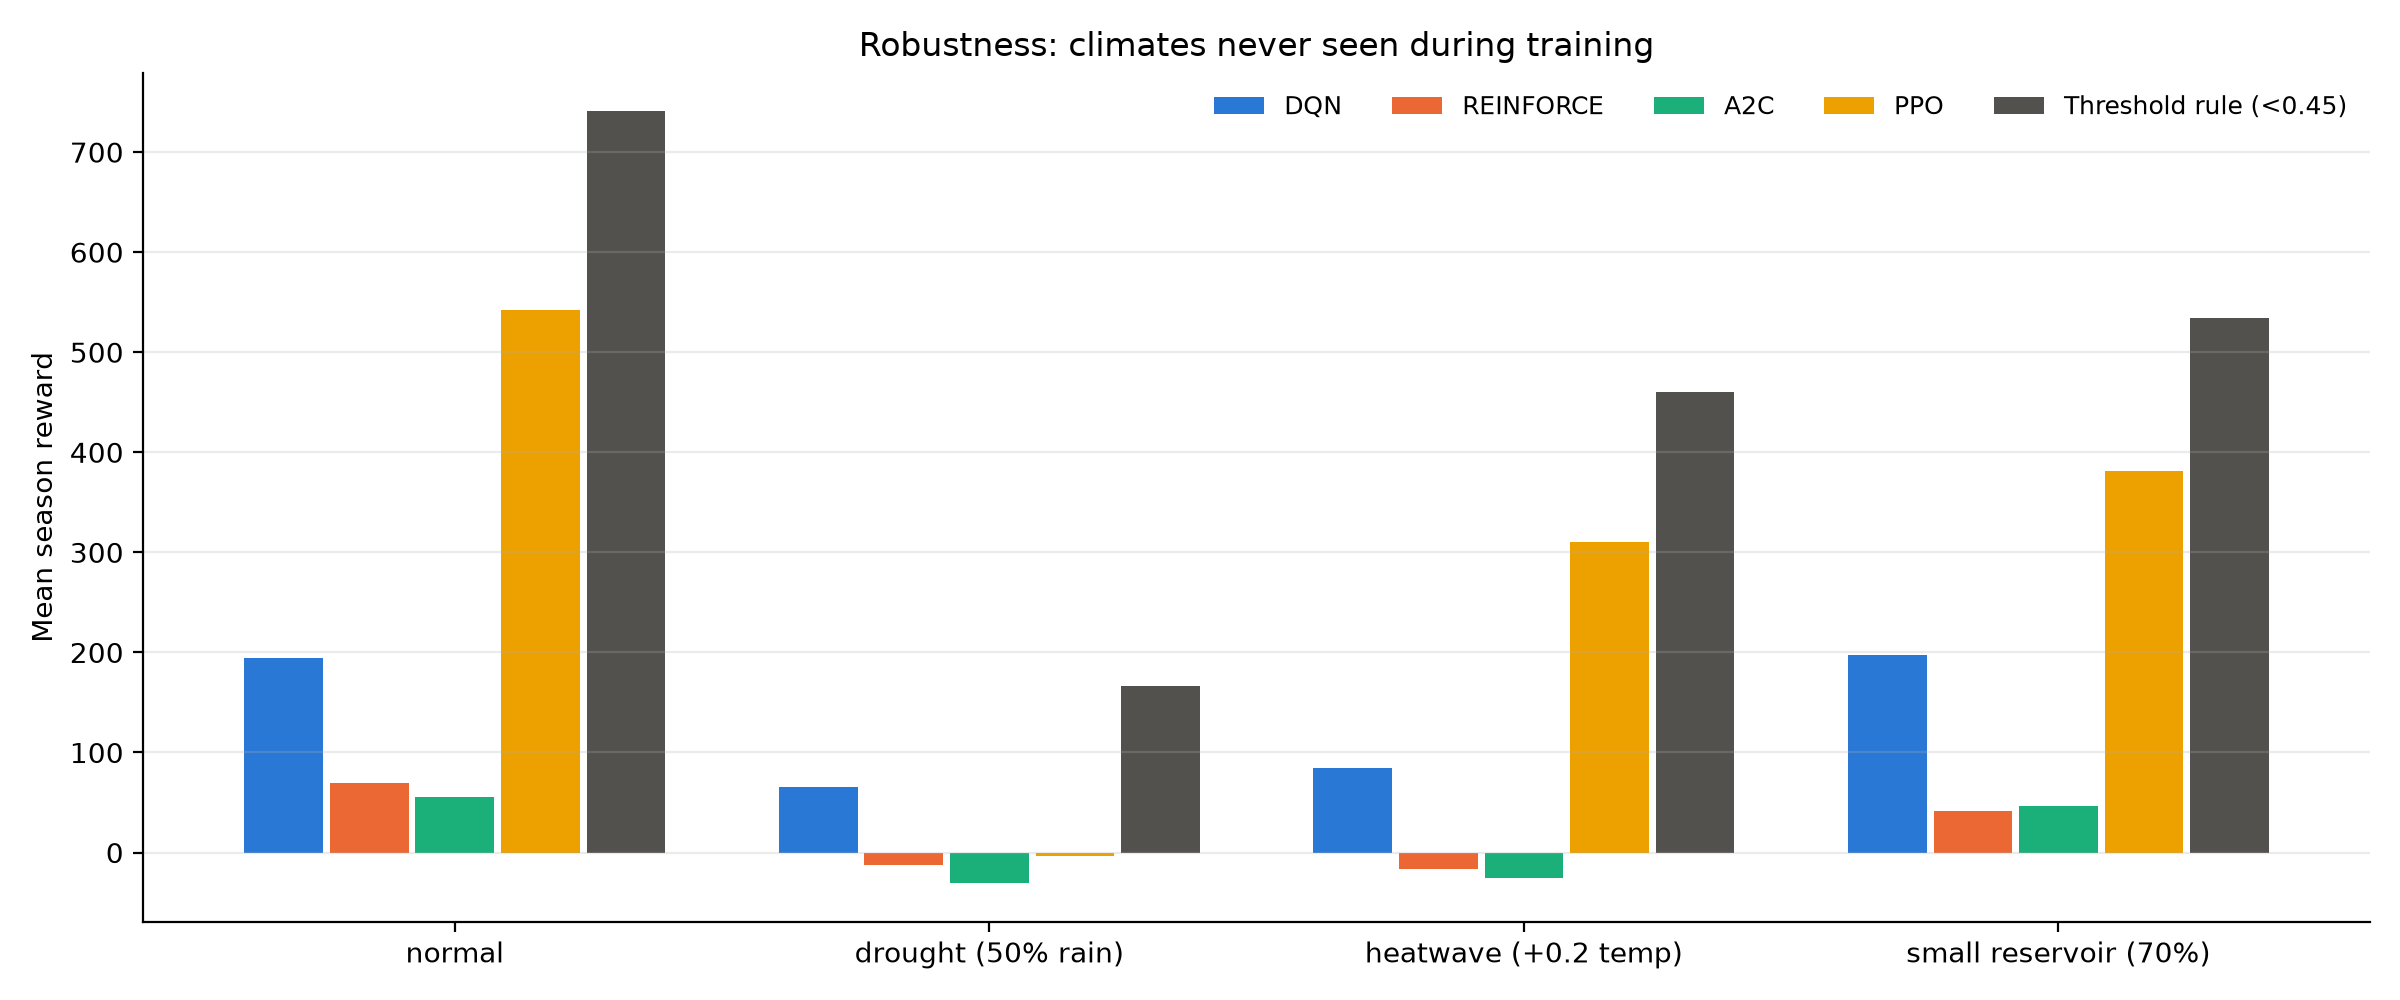 Robustness: climates never seen during training
DQN REINFORCE A2C PPO Threshold rule (<0.45)
Mean season reward
700
600
500
400
300
200
100
0
normal drought (50% rain) heatwave (+0.2 temp) small reservoir (70%)